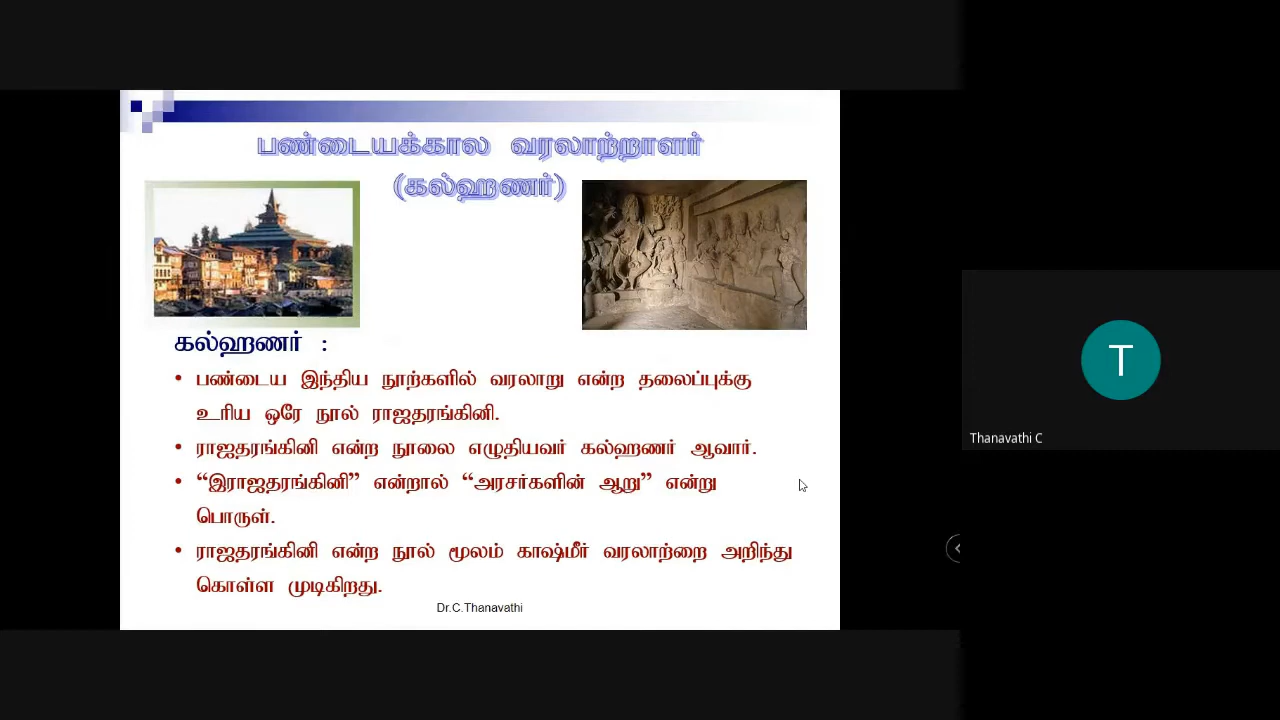 பண்டையக்கால வரலாற்றாளர்
(கல்ஹணர்)
கல்ஹணர் :
• பண்டைய இந்திய நூற்களில் வரலாறு என்ற தலைப்புக்கு
உரிய ஒரே நூல் ராஜதரங்கினி.
• ராஜதரங்கினி என்ற நூலை எழுதியவர் கல்ஹணர் ஆவார்.
• “இராஜதரங்கினி” என்றால் “அரசர்களின் ஆறு” என்று
பொருள்.
• ராஜதரங்கினி என்ற நூல் மூலம் காஷ்மீர் வரலாற்றை அறிந்து
கொள்ள முடிகிறது.
Dr.C.Thanavathi
T
Thanavathi C